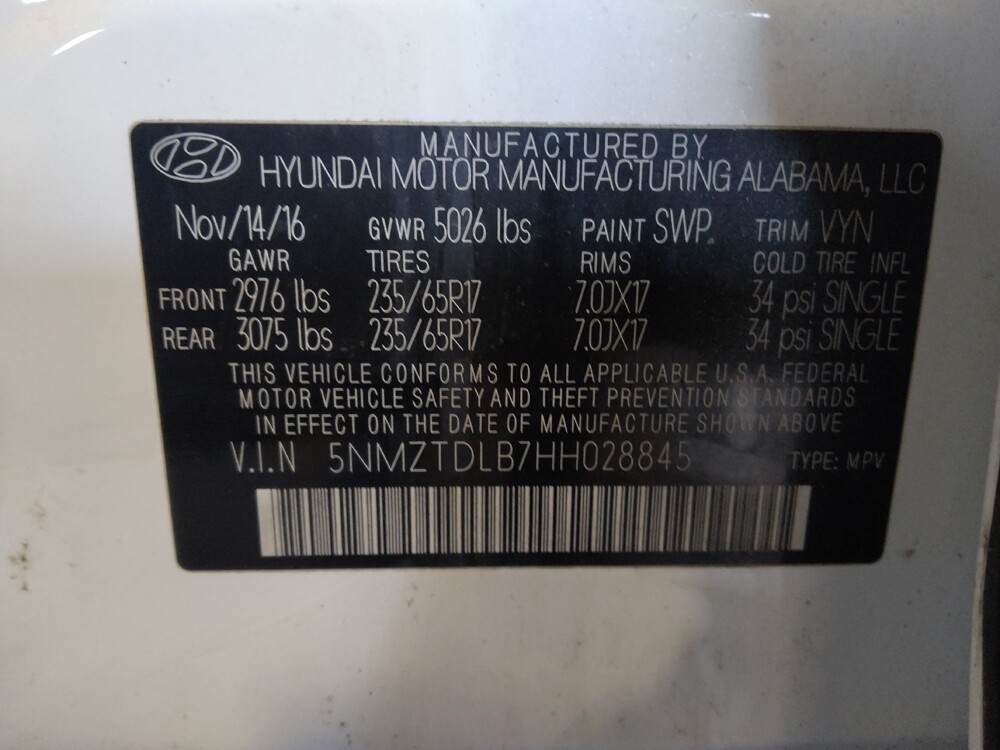 MANUFACTURED BY
HYUNDAI MOTOR MANUFACTURING ALABAMA, LLC
Nov/14/16 GVWR 5026 lbs PAINT SWP TRIM VYN
GAWR TIRES RIMS COLD TIRE INFL
FRONT 2976 lbs 235/65R17 7.0JX17 34 psi SINGLE
REAR 3075 lbs 235/65R17 7.0JX17 34 psi SINGLE
THIS VEHICLE CONFORMS TO ALL APPLICABLE U.S.A. FEDERAL
MOTOR VEHICLE SAFETY AND THEFT PREVENTION STANDARDS
IN EFFECT ON THE DATE OF MANUFACTURE SHOWN ABOVE
V.I.N 5NMZTDLB7HH028845 TYPE: MPV